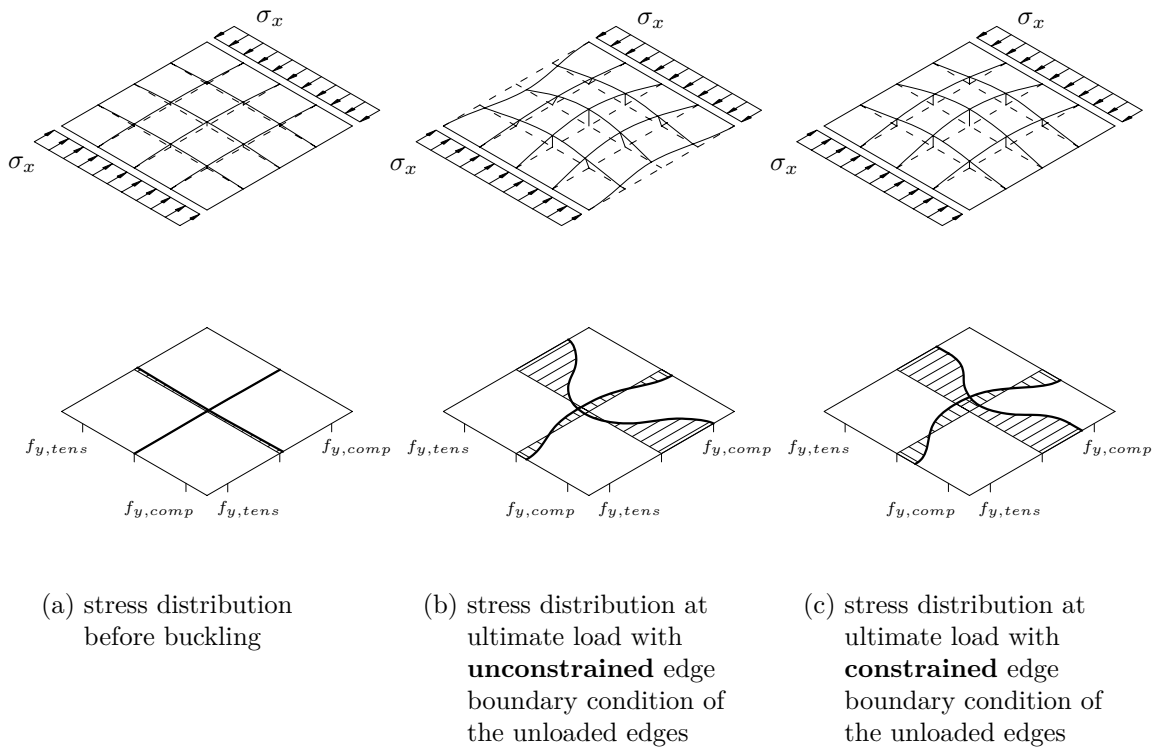 σx
σx
σx
σx
σx
σx
fy,tens
fy,comp
fy,comp
fy,tens
fy,tens
fy,comp
fy,comp
fy,tens
fy,tens
fy,comp
fy,comp
fy,tens
(a) stress distribution
before buckling
(b) stress distribution at
ultimate load with
unconstrained edge
boundary condition of
the unloaded edges
(c) stress distribution at
ultimate load with
constrained edge
boundary condition of
the unloaded edges